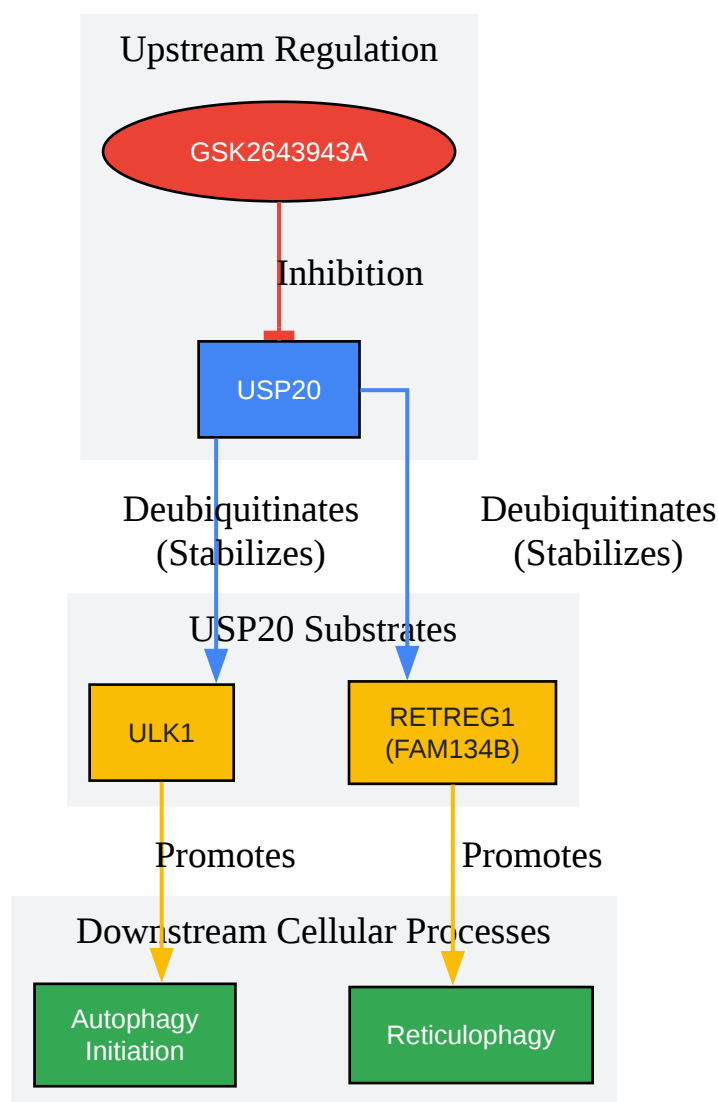 Upstream Regulation
GSK2643943A
Inhibition
USP20
Deubiquitinates
(Stabilizes)
Deubiquitinates
(Stabilizes)
USP20 Substrates
ULK1
RETREG1
(FAM134B)
Promotes
Promotes
Downstream Cellular Processes
Autophagy
Initiation
Reticulophagy